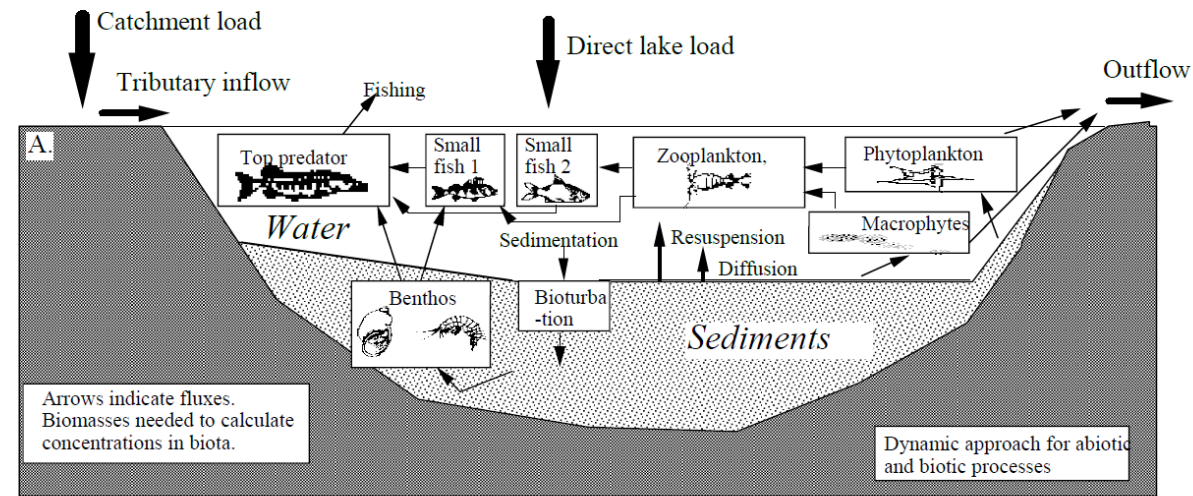 Catchment load
Direct lake load
Tributary inflow
Outflow
Fishing
A.
Top predator
Small
fish 1
Small
fish 2
Zooplankton,
Phytoplankton
Macrophytes
Water
Sedimentation
Resuspension
Diffusion
Benthos
Bioturba
-tion
Sediments
Arrows indicate fluxes.
Biomasses needed to calculate
concentrations in biota.
Dynamic approach for abiotic
and biotic processes